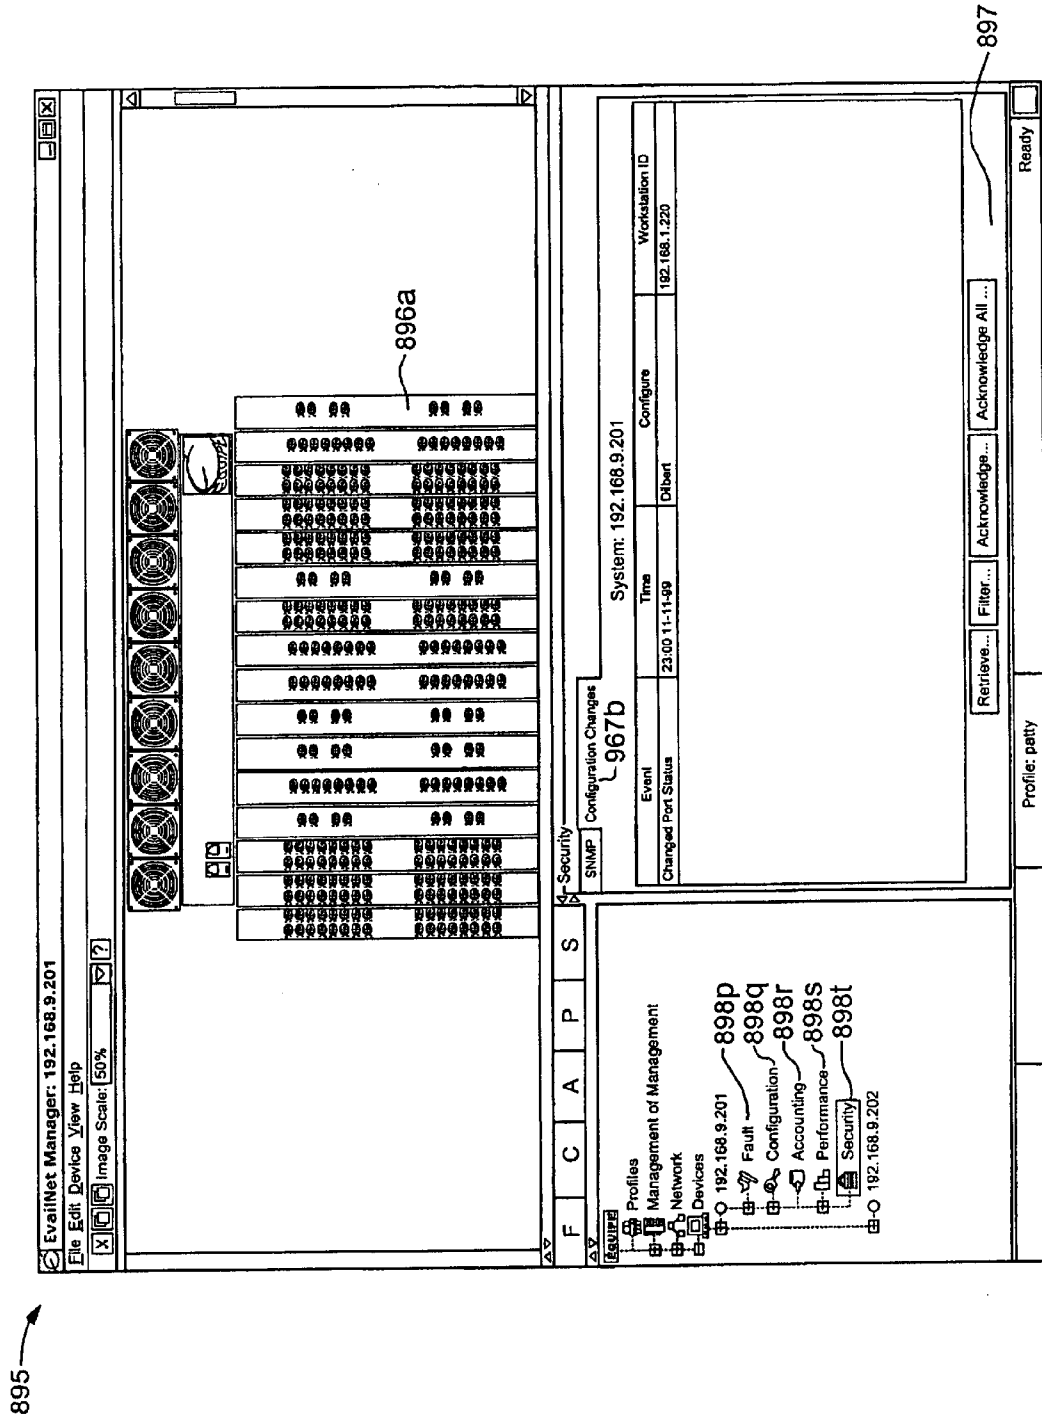 895
EvailNet Manager: 192.168.9.201
File Edit Device View Help
Image Scale: 50%
896a
F C A P S
EQUIPE
Profiles
Management of Management
Network
Devices
192.168.9.201
Fault
Configuration
Accounting
Performance
Security
192.168.9.202
898p
898q
898r
898s
898t
Security
SNMP Configuration Changes
967b
System: 192.168.9.201
Event Time Configure Workstation ID
Changed Port Status 23:00 11-11-99 Dilbert 192.168.1.220
Retrieve... Filter... Acknowledge... Acknowledge All ...
897
Profile: patty
Ready